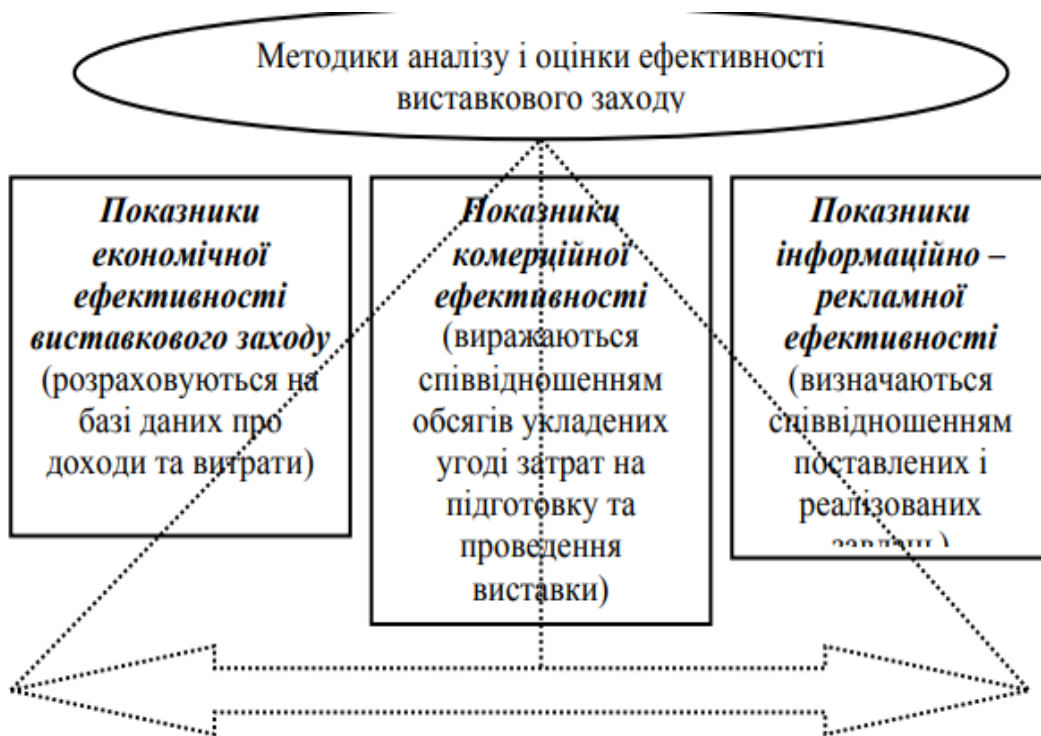 Методики аналізу і оцінки ефективності
виставкового заходу
Показники
економічної
ефективності
виставкового заходу
(розраховуються на
базі даних про
доходи та витрати)
Показники
комерційної
ефективності
(виражаються
співвідношенням
обсягів укладених
угоді затрат на
підготовку та
проведення
виставки)
Показники
інформаційно –
рекламної
ефективності
(визначаються
співвідношенням
поставлених і
реалізованих
завдань)